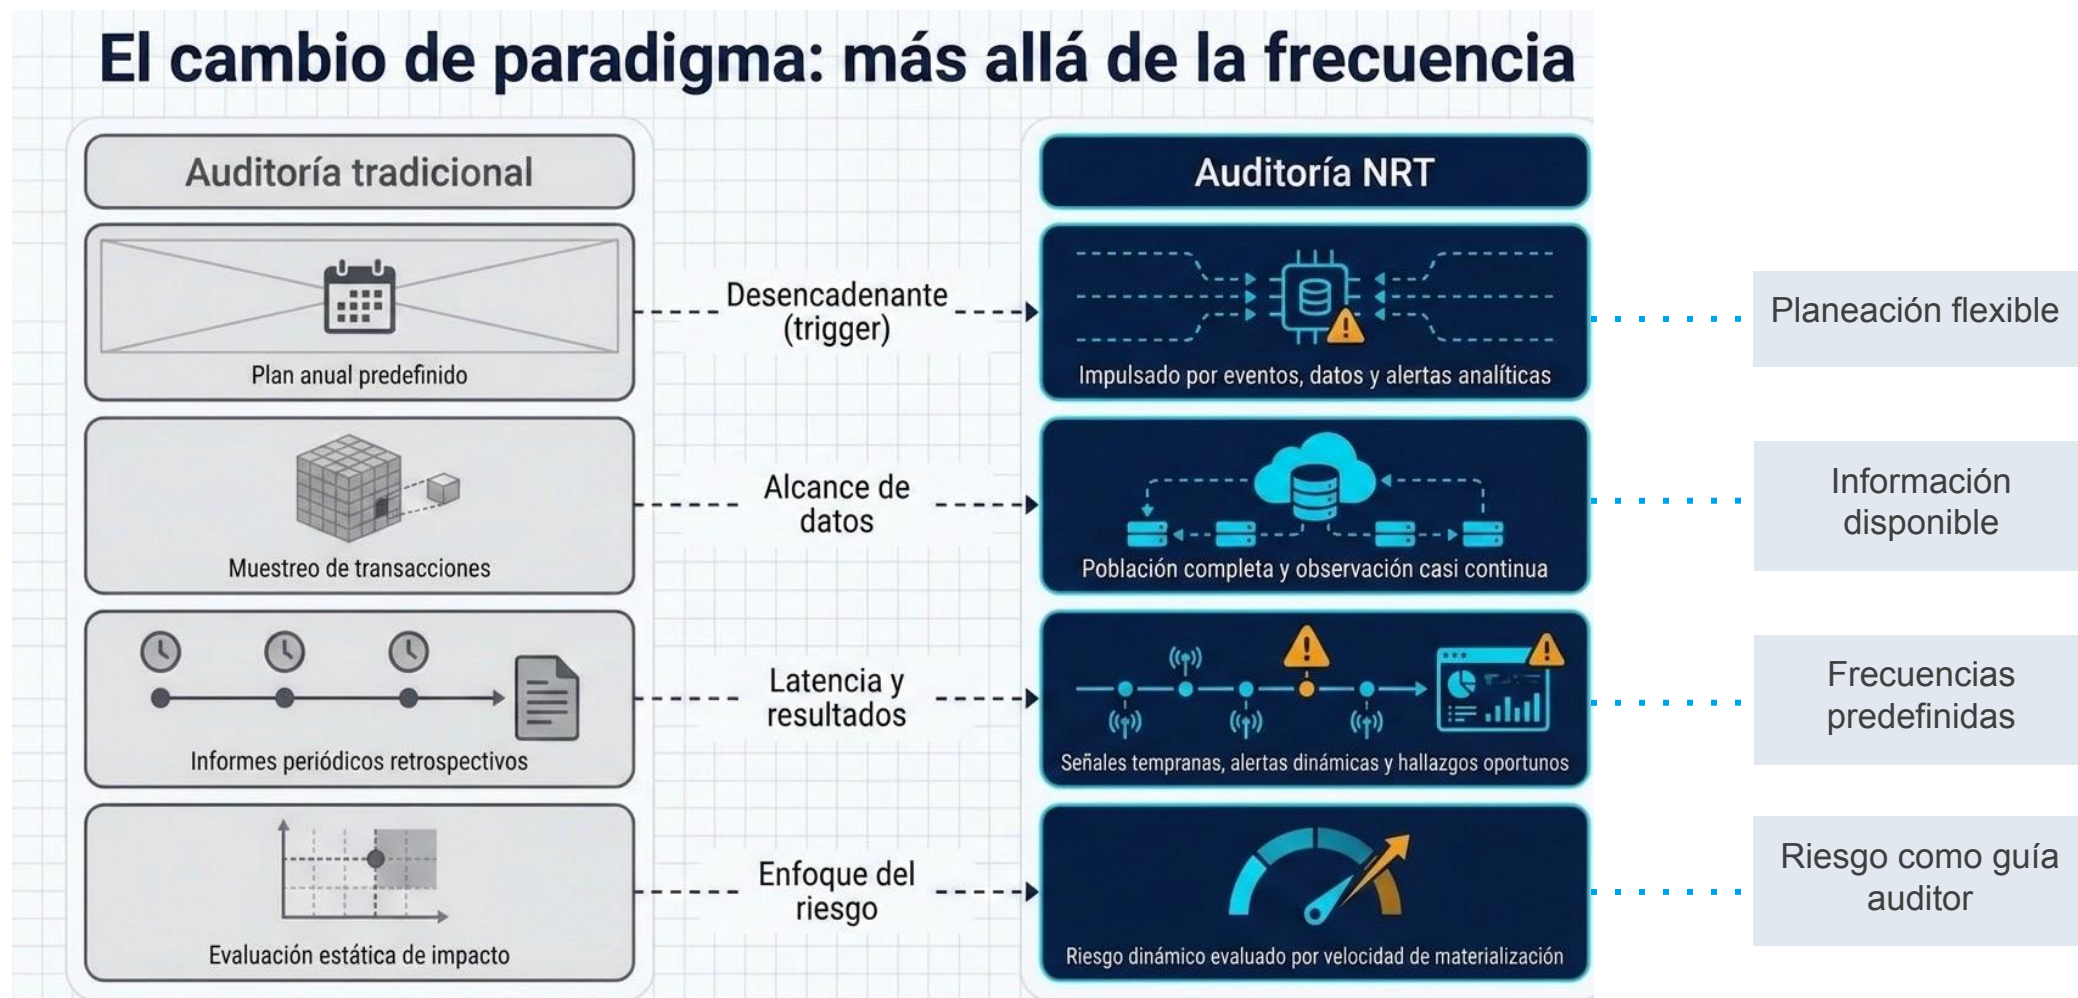 El cambio de paradigma: más allá de la frecuencia
Auditoría tradicional
Auditoría NRT
Plan anual predefinido
Desencadenante
(trigger)
Impulsado por eventos, datos y alertas analíticas
Planeación flexible
Muestreo de transacciones
Alcance de
datos
Población completa y observación casi continua
Información
disponible
Informes periódicos retrospectivos
Latencia y
resultados
Señales tempranas, alertas dinámicas y hallazgos oportunos
Frecuencias
predefinidas
Evaluación estática de impacto
Enfoque del
riesgo
Riesgo dinámico evaluado por velocidad de materialización
Riesgo como guía
auditor